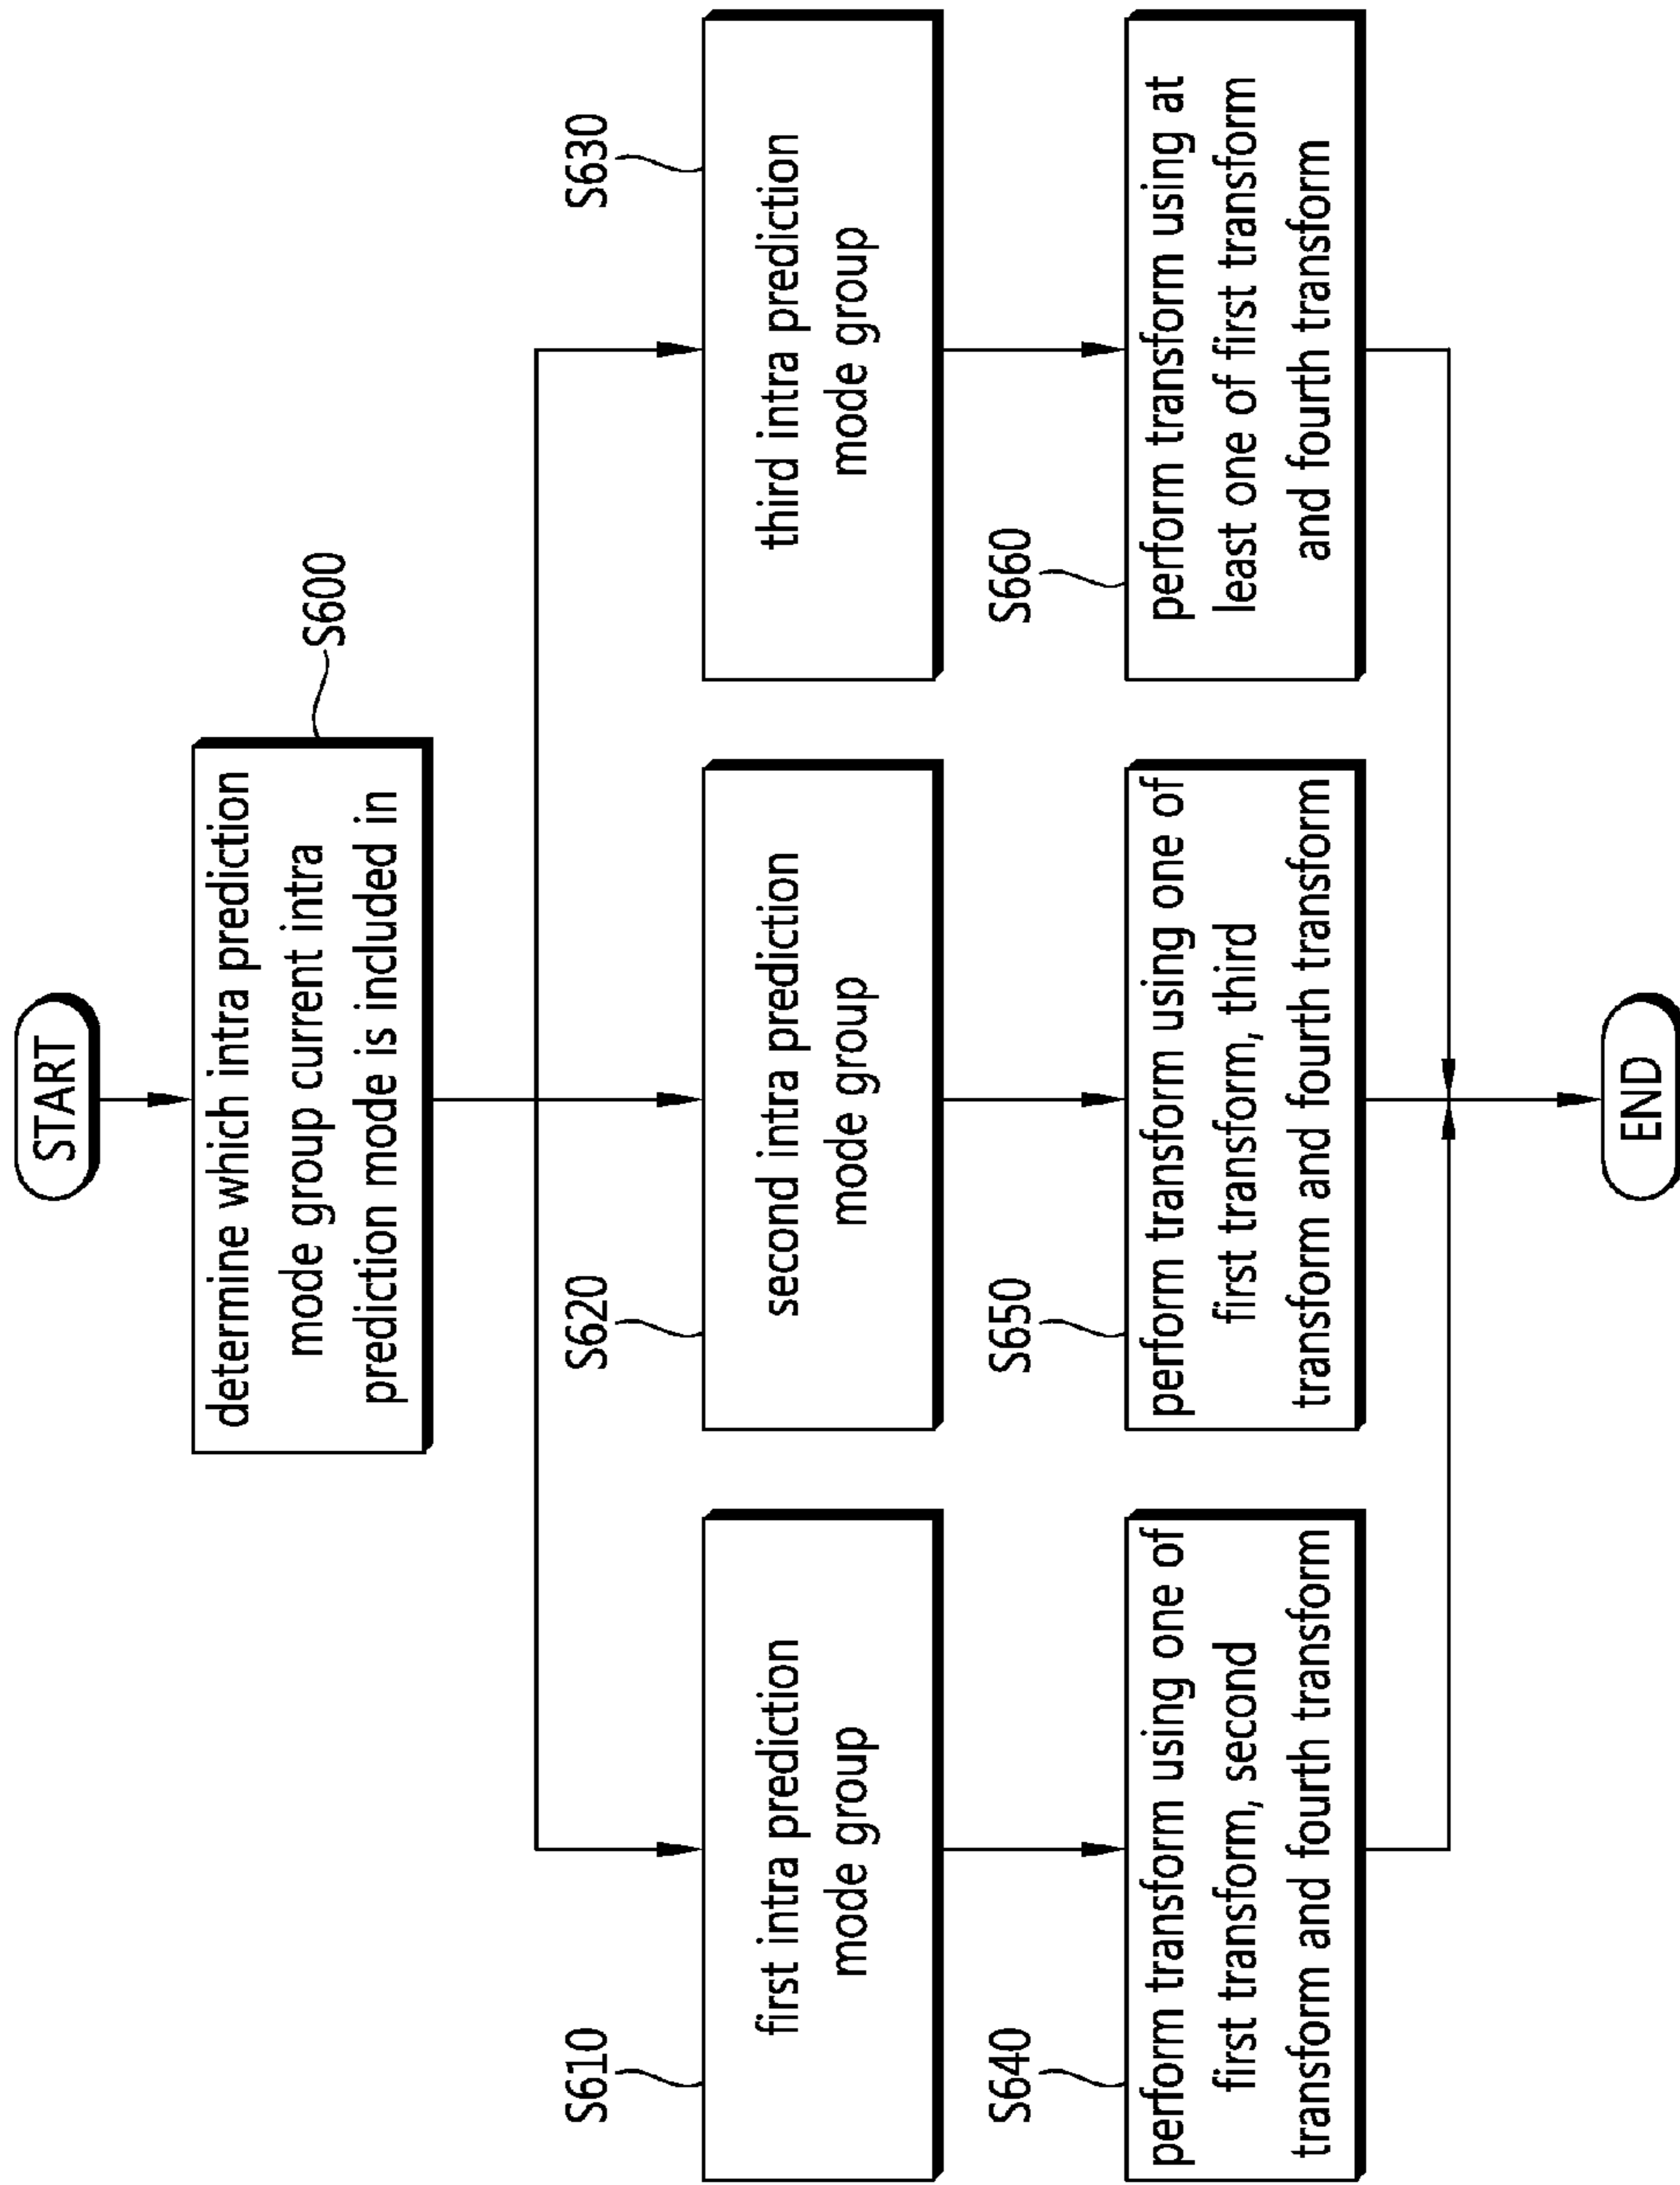 START
S600
determine which intra prediction
mode group current intra
prediction mode is included in
S610
first intra prediction
mode group
S620
second intra prediction
mode group
S630
third intra prediction
mode group
S640
perform transform using one of
first transform, second
transform and fourth transform
S650
perform transform using one of
first transform, third
transform and fourth transform
S660
perform transform using at
least one of first transform
and fourth transform
END